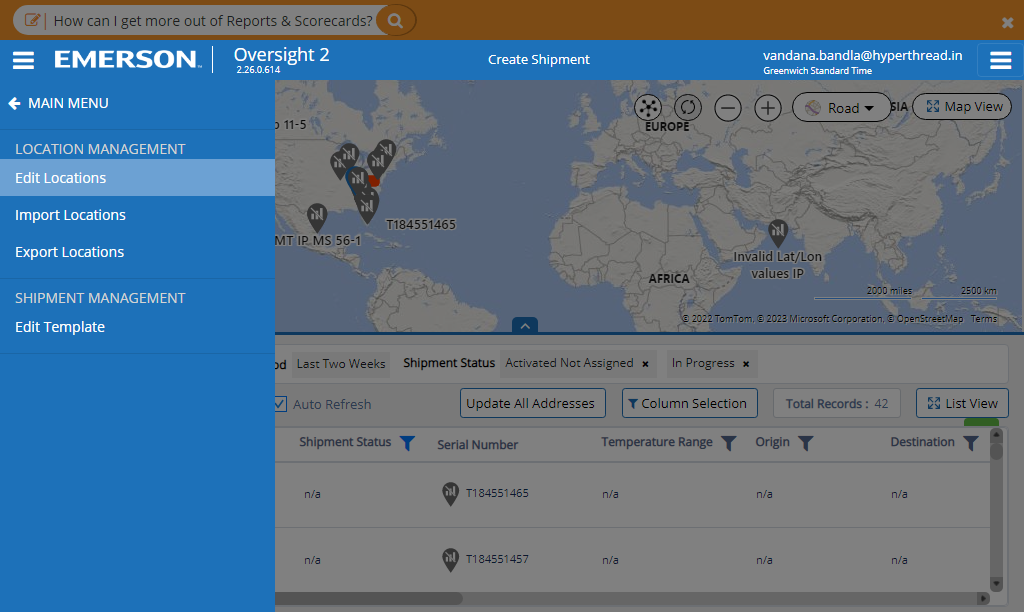 How can I get more out of Reports & Scorecards?
EMERSON
Oversight 2
2.26.0.614
Create Shipment
vandana.bandla@hyperthread.in
Greenwich Standard Time
MAIN MENU
LOCATION MANAGEMENT
Edit Locations
Import Locations
Export Locations
SHIPMENT MANAGEMENT
Edit Template
11-5
EUROPE
Road
SIA
Map View
T184551465
MT IP MS 56-1
Invalid Lat/Lon
values IP
AFRICA
2000 miles
2500 km
© 2022 TomTom, © 2023 Microsoft Corporation, © OpenStreetMap Terms
od
Last Two Weeks
Shipment Status
Activated Not Assigned ×
In Progress ×
Auto Refresh
Update All Addresses
Column Selection
Total Records : 42
List View
Shipment Status
Serial Number
Temperature Range
Origin
Destination
n/a T184551465 n/a n/a n/a
n/a T184551457 n/a n/a n/a